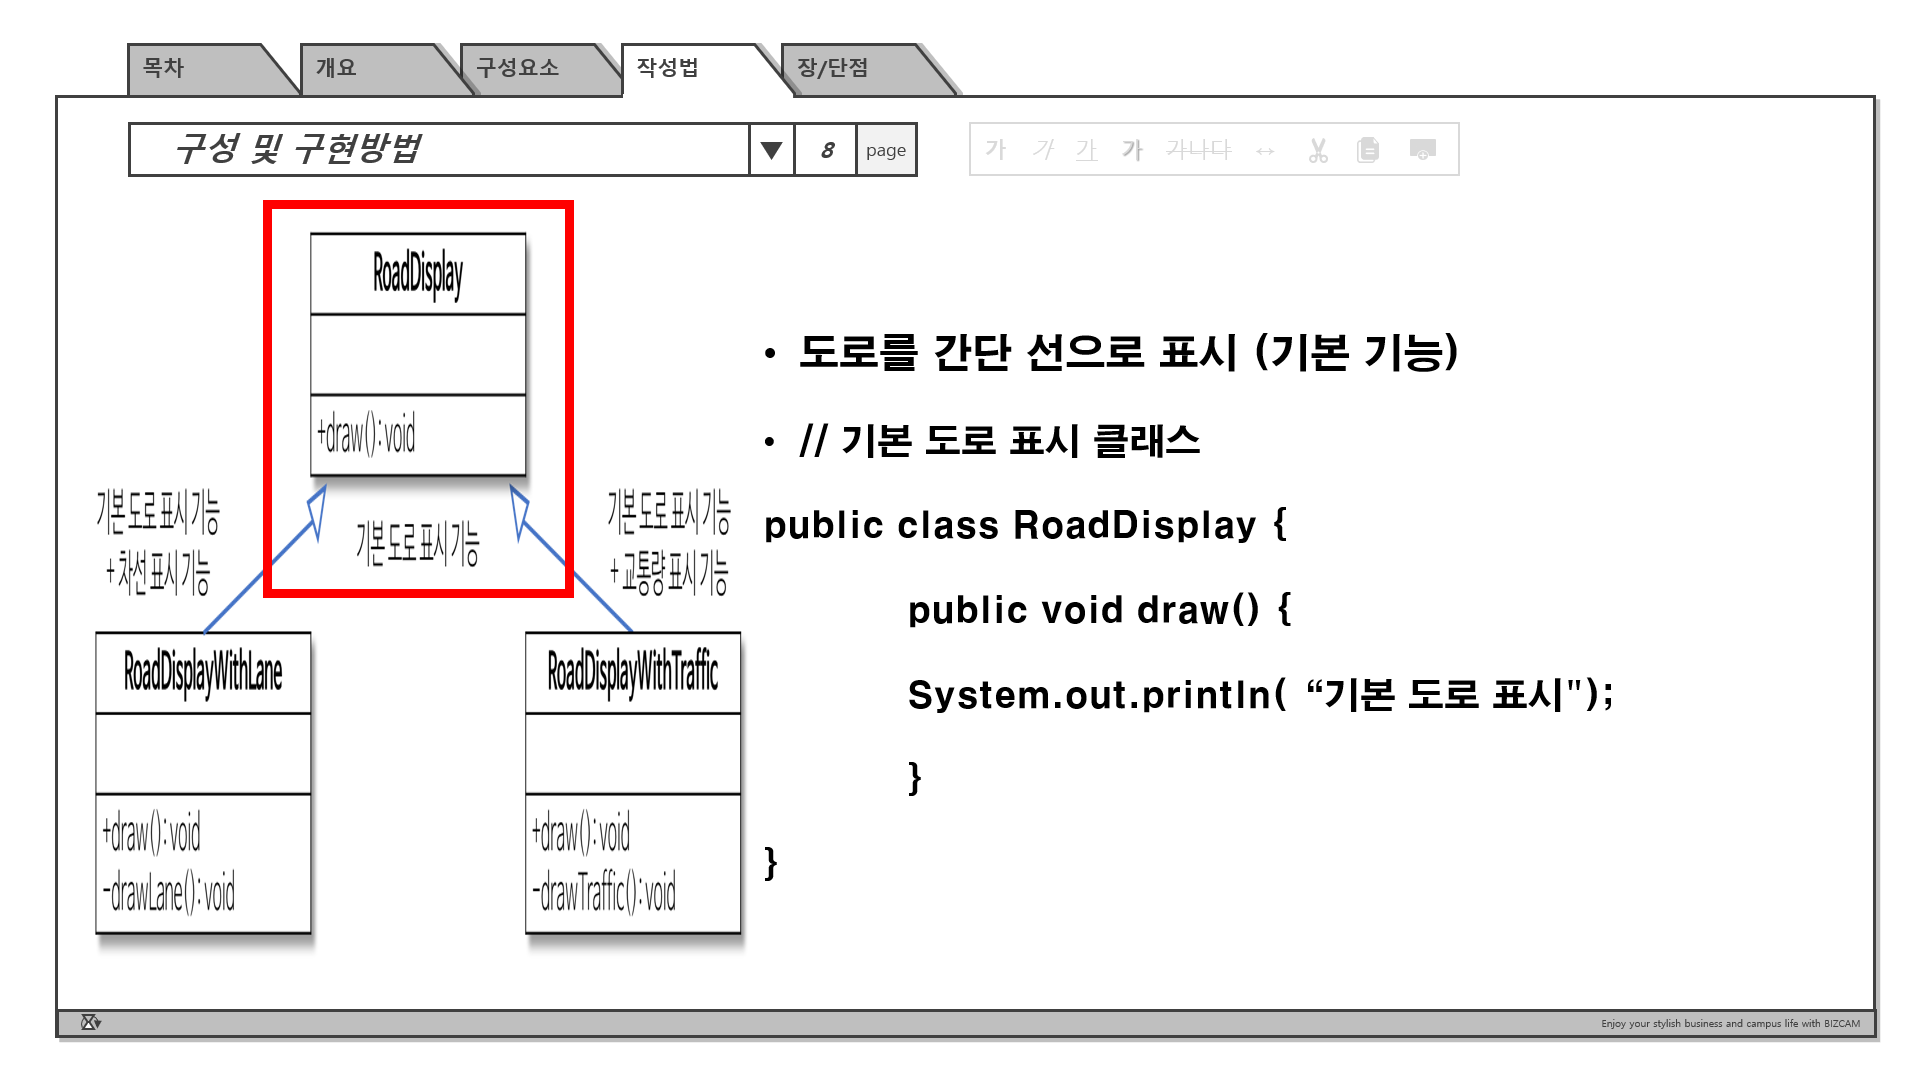 목차
개요
구성요소
작성법
장/단점
구성 및 구현방법
8
page
가 가 가 가 가나다
RoadDisplay
+draw() : void
기본 도로 표시 기능
+ 차선 표시 기능
기본 도로 표시 기능
기본 도로 표시 기능
+ 교통량 표시 기능
RoadDisplayWithLane
+draw() : void
-drawLane() : void
RoadDisplayWithTraffic
+draw() : void
-drawTraffic() : void
• 도로를 간단 선으로 표시 (기본 기능)
• // 기본 도로 표시 클래스
public class RoadDisplay {
public void draw() {
System.out.println( “기본 도로 표시");
}
}
Enjoy your stylish business and campus life with BIZCAM